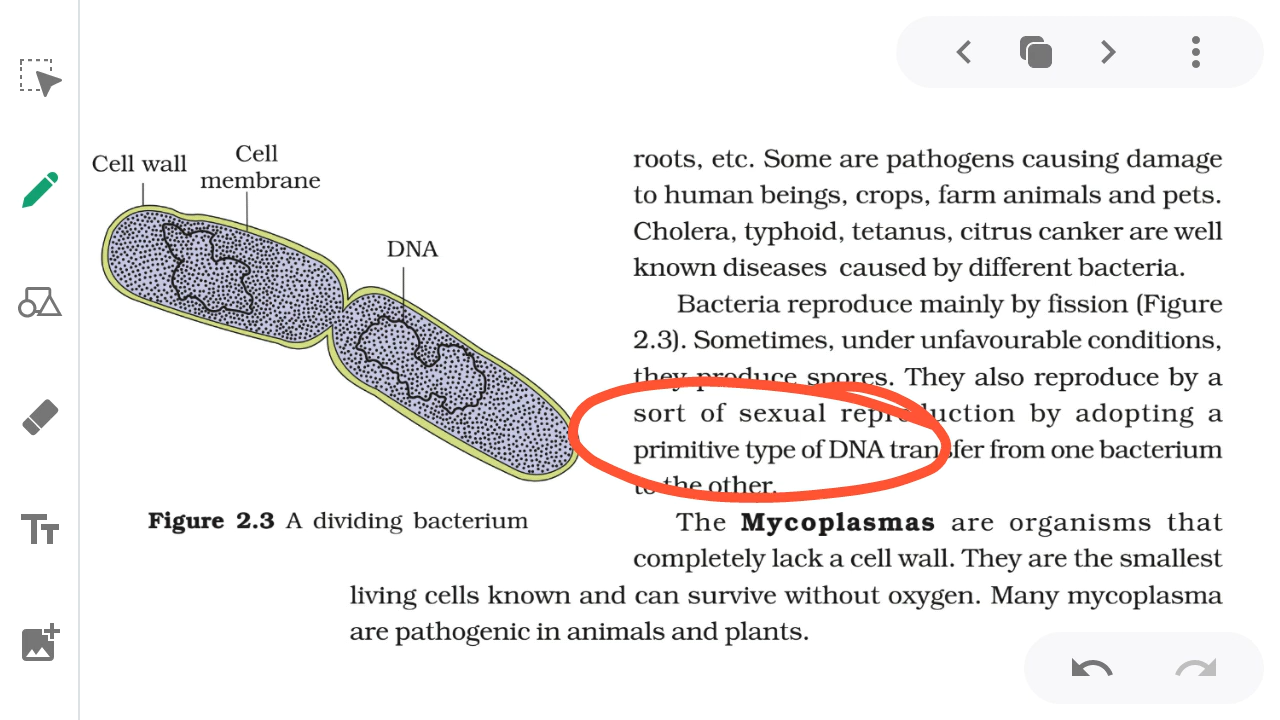 Cell wall
Cell
membrane
DNA
Figure 2.3 A dividing bacterium
roots, etc. Some are pathogens causing damage
to human beings, crops, farm animals and pets.
Cholera, typhoid, tetanus, citrus canker are well
known diseases caused by different bacteria.
Bacteria reproduce mainly by fission (Figure
2.3). Sometimes, under unfavourable conditions,
they produce spores. They also reproduce by a
sort of sexual reproduction by adopting a
primitive type of DNA transfer from one bacterium
to the other.
The Mycoplasmas are organisms that
completely lack a cell wall. They are the smallest
living cells known and can survive without oxygen. Many mycoplasma
are pathogenic in animals and plants.
TT